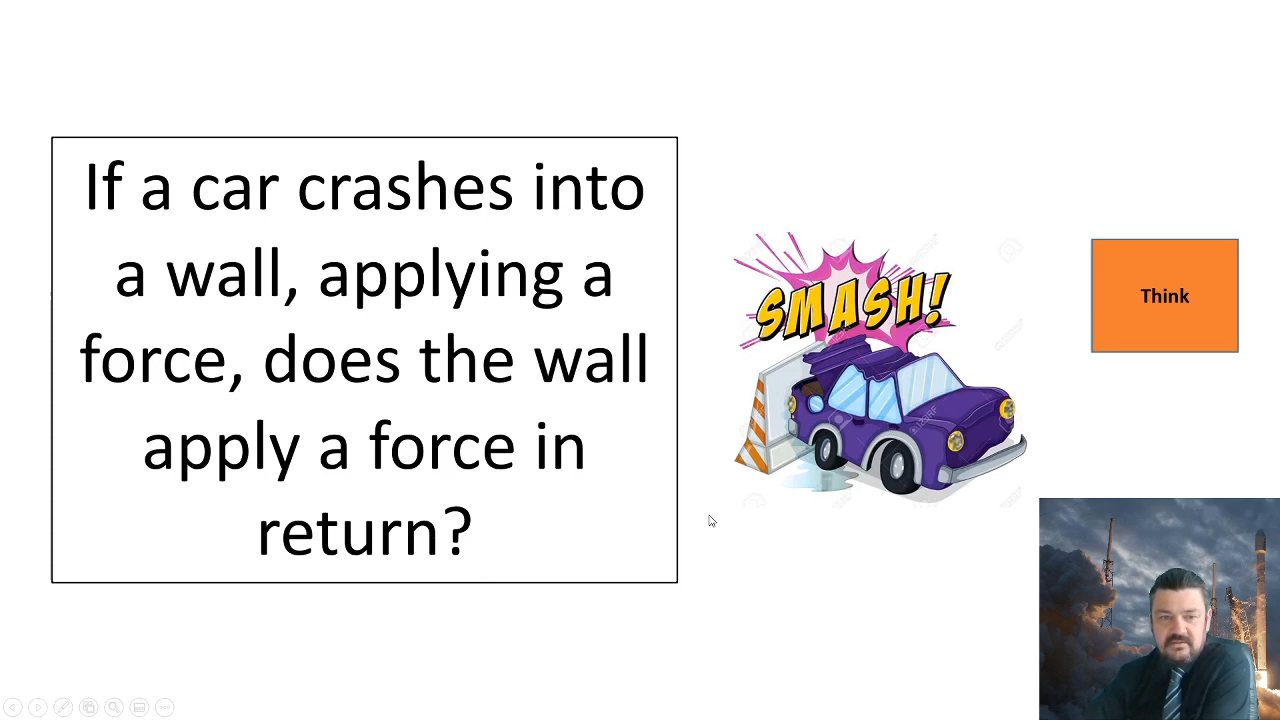 If a car crashes into
a wall, applying a
force, does the wall
apply a force in
return?
SMASH!
Think